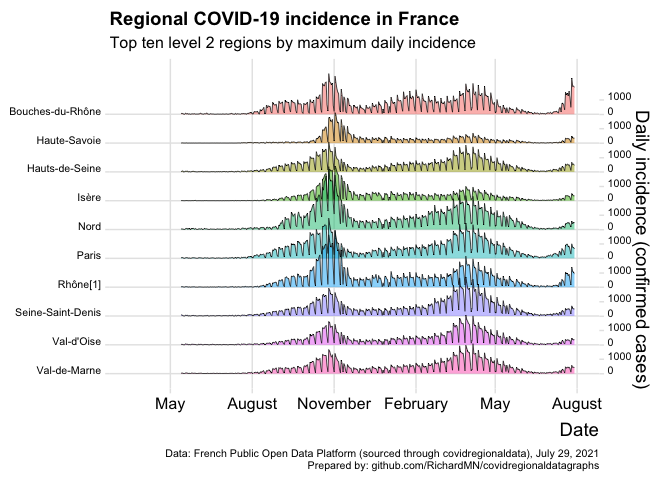 Regional COVID-19 incidence in France
Top ten level 2 regions by maximum daily incidence
Bouches-du-Rhône
Haute-Savoie
Hauts-de-Seine
Isère
Nord
Paris
Rhône[1]
Seine-Saint-Denis
Val-d'Oise
Val-de-Marne
1000
0
1000
0
1000
0
1000
0
1000
0
1000
0
1000
0
1000
0
1000
0
1000
0
Daily incidence (confirmed cases)
May August November February May August
Date
Data: French Public Open Data Platform (sourced through covidregionaldata), July 29, 2021
Prepared by: github.com/RichardMN/covidregionaldatagraphs